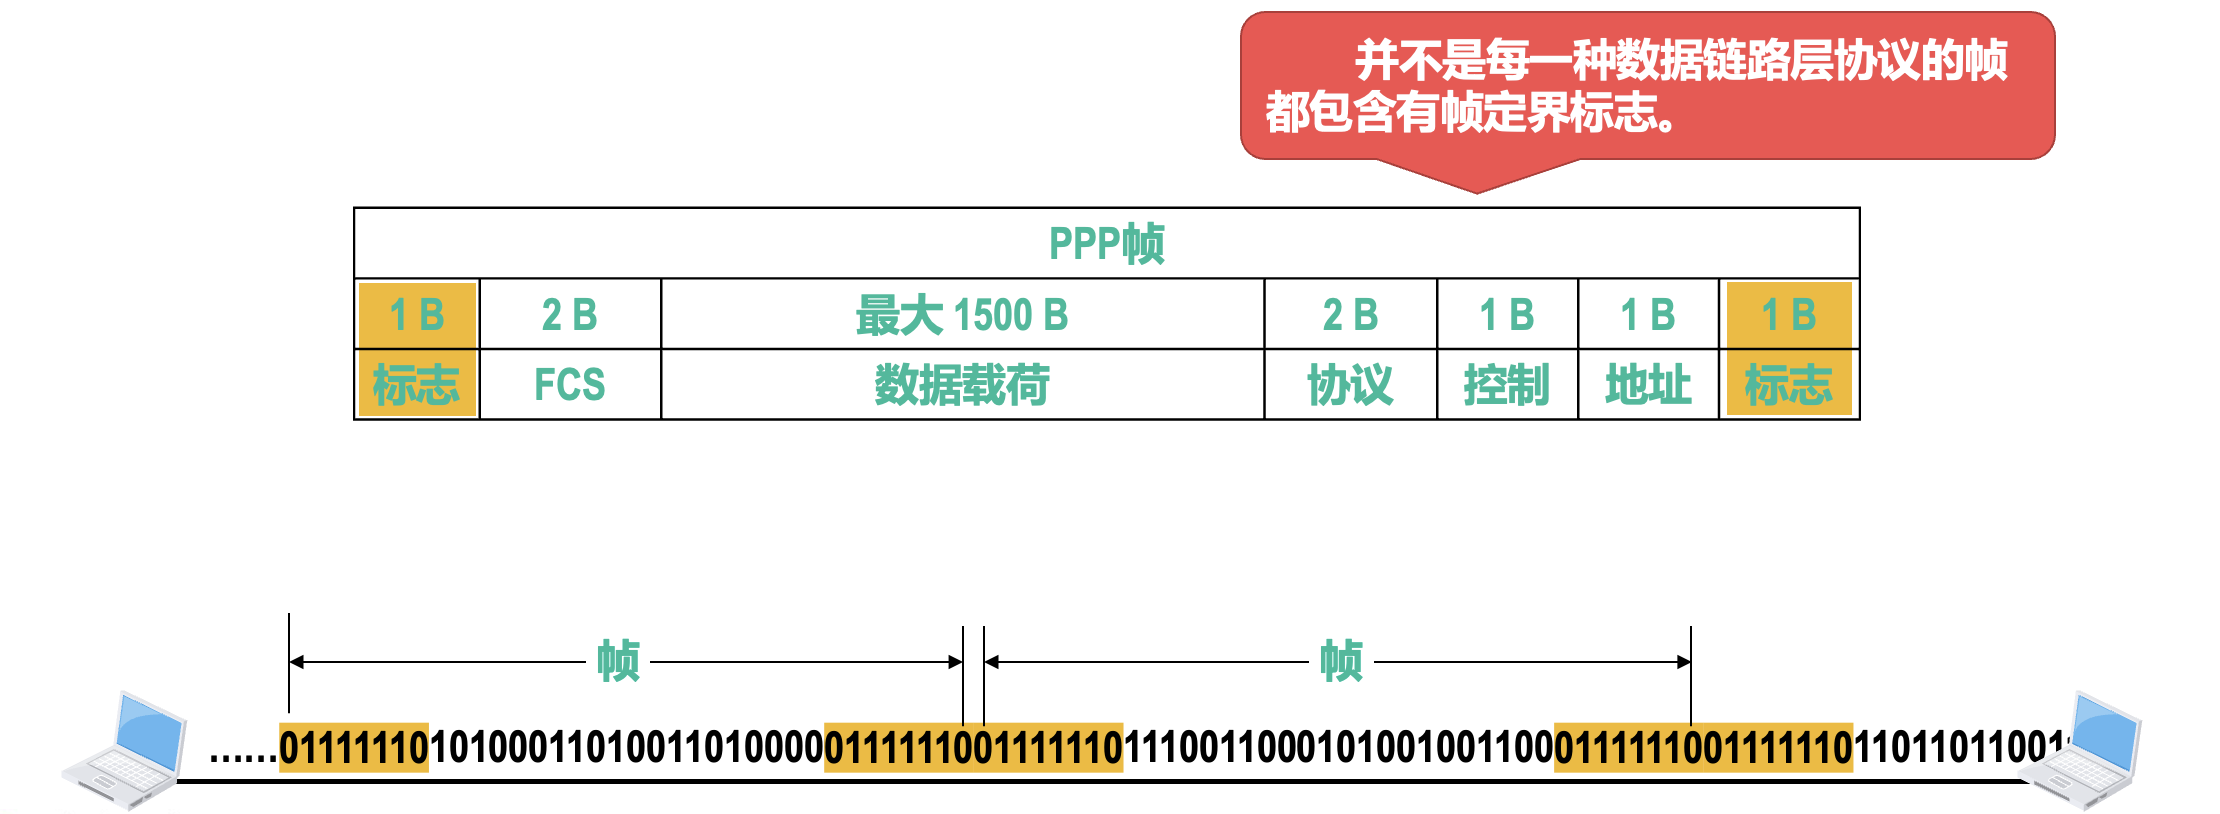 并不是每一种数据链路层协议的帧
都包含有帧定界标志。
PPP帧
1 B 2 B 最大 1500 B 2 B 1 B 1 B 1 B
标志 FCS 数据载荷 协议 控制 地址 标志
帧 帧
......011111101010001101001101000001111110011111101110011000101001001100011111100111111011011011001